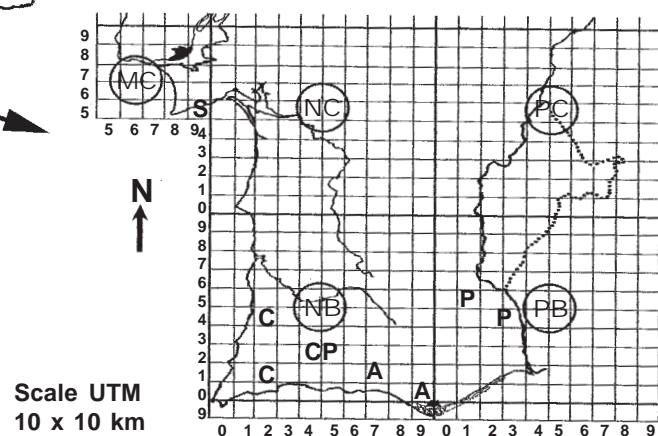 9
8
7 MC
6 S NC PC
5
5 6 7 8 9 4
3
2
N 1
0
9
8
7
6 P
5 C NB P PB
4
3 CP
2
1 C A
Scale UTM 0 A
10 x 10 km 9
0 1 2 3 4 5 6 7 8 9 0 1 2 3 4 5 6 7 8 9